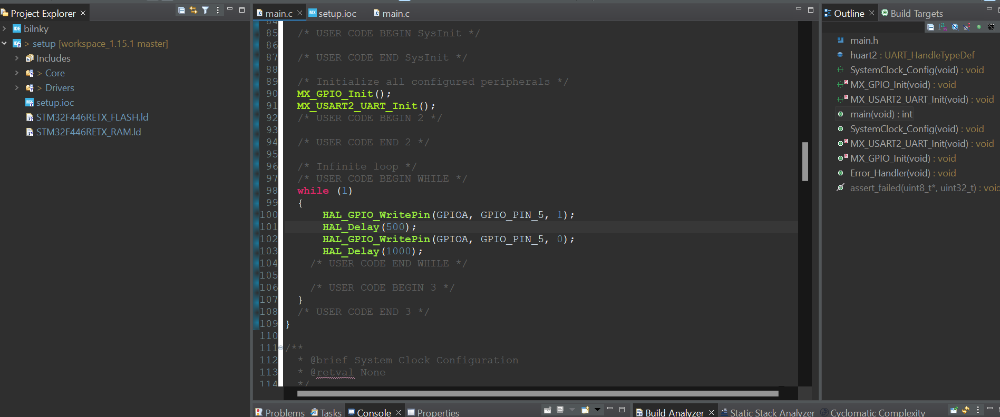 Project Explorer
bilnky
> setup [workspace_1.15.1 master]
Includes
> Core
> Drivers
setup.ioc
STM32F446RETX_FLASH.ld
STM32F446RETX_RAM.ld
main.c
setup.ioc
main.c
84
85 /* USER CODE BEGIN SysInit */
86
87 /* USER CODE END SysInit */
88
89 /* Initialize all configured peripherals */
90 MX_GPIO_Init();
91 MX_USART2_UART_Init();
92 /* USER CODE BEGIN 2 */
93
94 /* USER CODE END 2 */
95
96 /* Infinite loop */
97 /* USER CODE BEGIN WHILE */
98 while (1)
99 {
100 HAL_GPIO_WritePin(GPIOA, GPIO_PIN_5, 1);
101 HAL_Delay(500);
102 HAL_GPIO_WritePin(GPIOA, GPIO_PIN_5, 0);
103 HAL_Delay(1000);
104 /* USER CODE END WHILE */
105
106 /* USER CODE BEGIN 3 */
107 }
108 /* USER CODE END 3 */
109 }
110
111 /**
112 * @brief System Clock Configuration
113 * @retval None
114 */
Outline
Build Targets
main.h
huart2 : UART_HandleTypeDef
SystemClock_Config(void) : void
MX_GPIO_Init(void) : void
MX_USART2_UART_Init(void) : void
main(void) : int
SystemClock_Config(void) : void
MX_USART2_UART_Init(void) : void
MX_GPIO_Init(void) : void
Error_Handler(void) : void
assert_failed(uint8_t*, uint32_t) : voic
Problems
Tasks
Console
Properties
Build Analyzer
Static Stack Analyzer
Cyclomatic Complexity